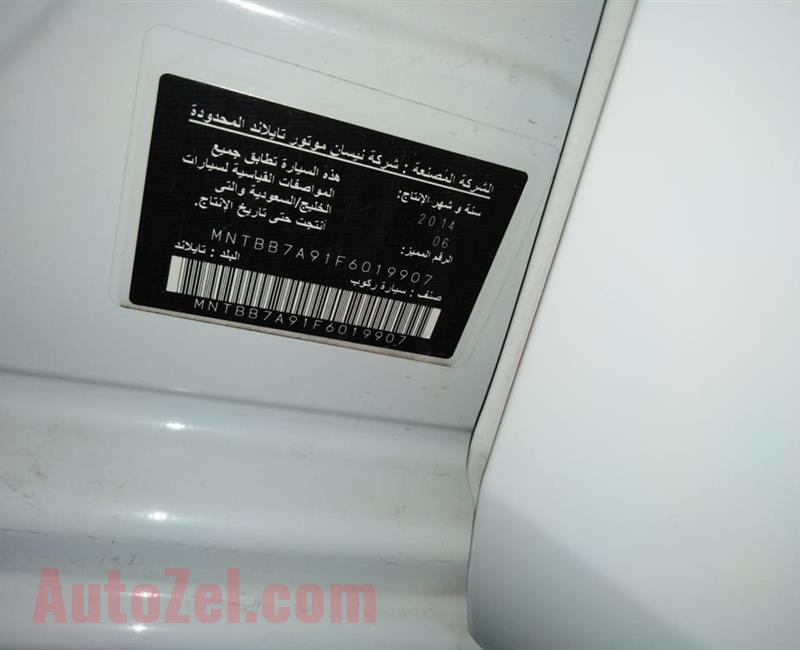 الشركة المصنعة : شركة نيسان موتور تايلاند المحدودة
سنة و شهر الإنتاج:
2014
06
هذه السيارة تطابق جميع
المواصفات القياسية لسيارات
الخليج/السعودية والتى
أنتجت حتى تاريخ الإنتاج.
الرقم المميز:
MNTBB7A91F6019907
صنف : سيارة ركوب
البلد : تايلاند
MNTBB7A91F6019907
AutoZel.com